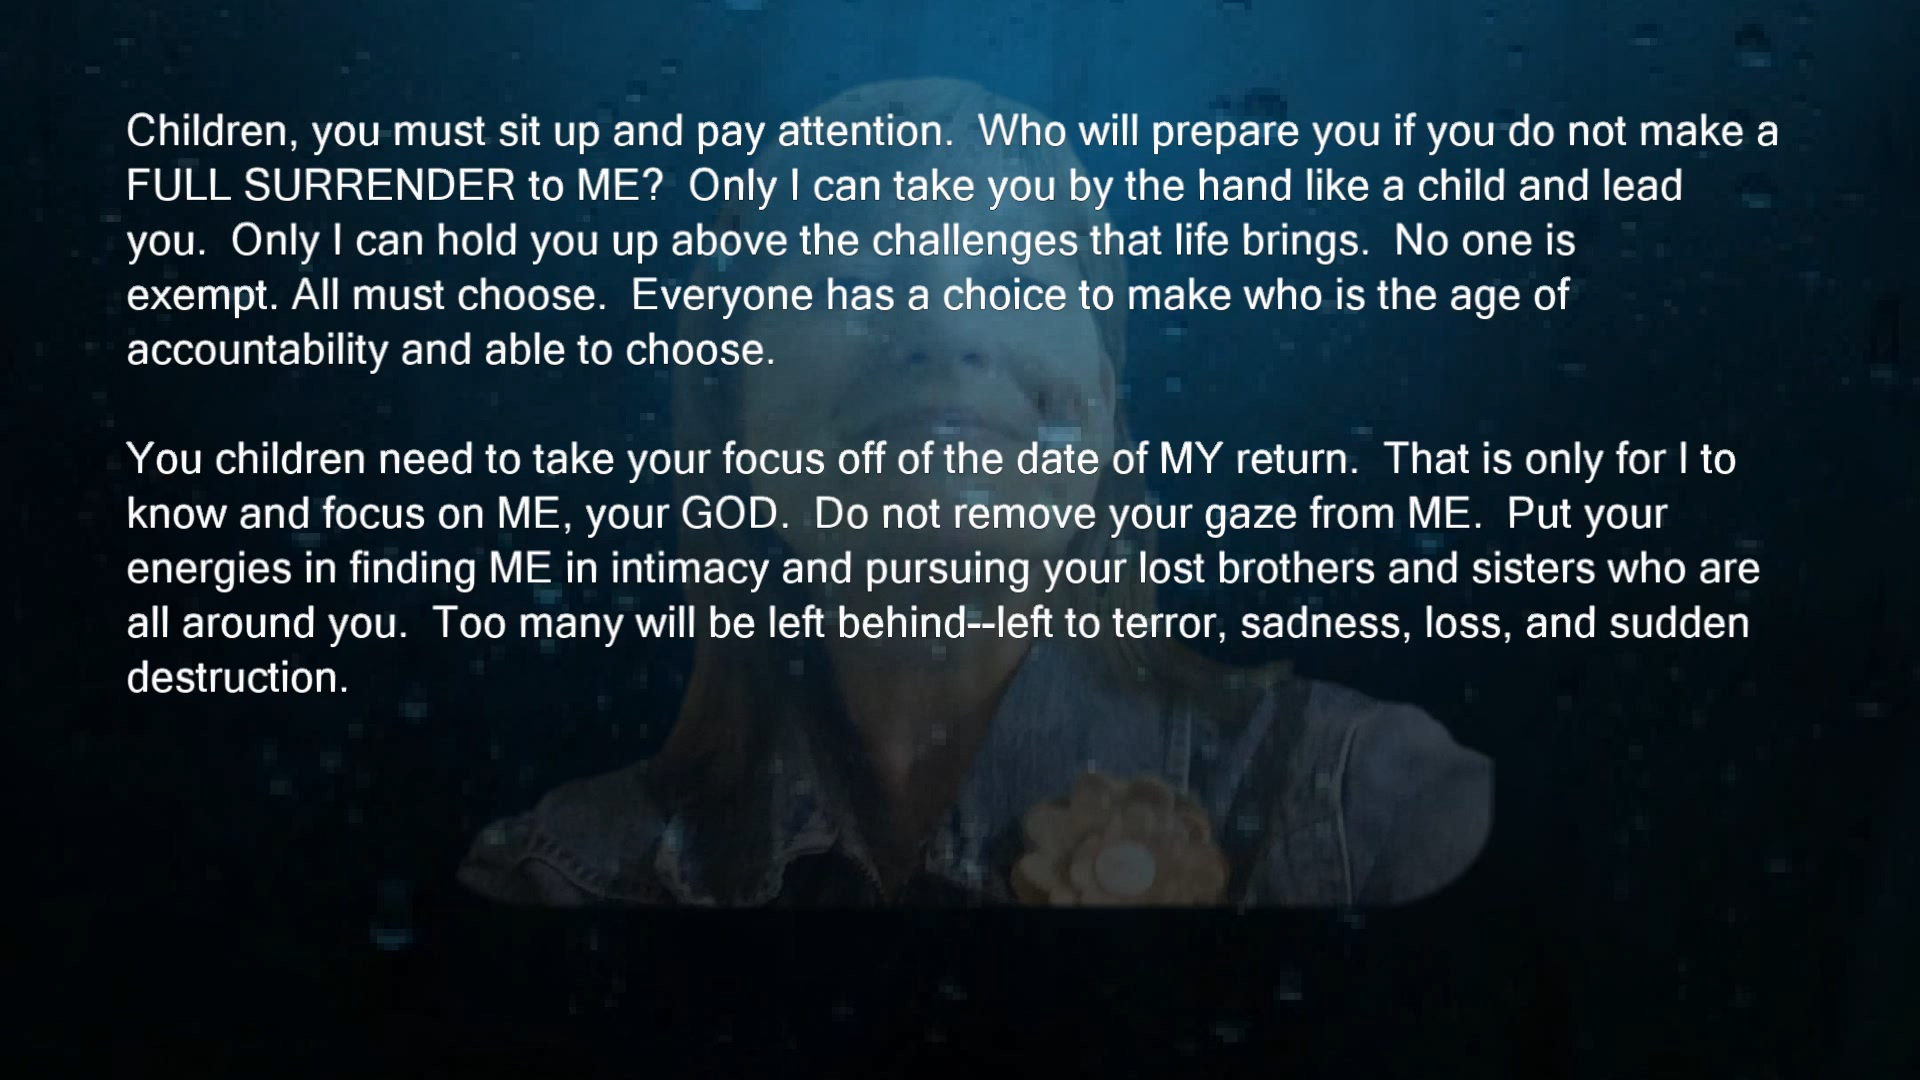 Children, you must sit up and pay attention.  Who will prepare you if you do not make a
FULL SURRENDER to ME?  Only I can take you by the hand like a child and lead
you.  Only I can hold you up above the challenges that life brings.  No one is
exempt. All must choose.  Everyone has a choice to make who is the age of
accountability and able to choose.

You children need to take your focus off of the date of MY return.  That is only for I to
know and focus on ME, your GOD.  Do not remove your gaze from ME.  Put your
energies in finding ME in intimacy and pursuing your lost brothers and sisters who are
all around you.  Too many will be left behind--left to terror, sadness, loss, and sudden
destruction.